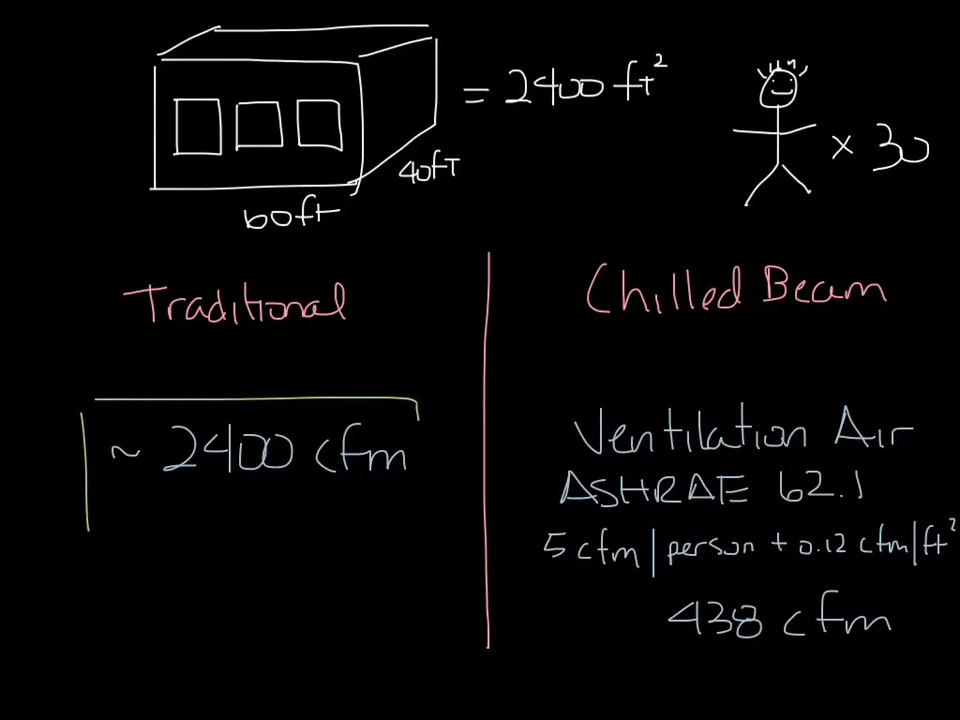 = 2400 ft²
x 30
40ft
60ft
Traditional
Chilled Beam
~ 2400 cfm
Ventilation Air
ASHRAE 62.1
5 cfm/person + 0.12 cfm/ft²
438 cfm